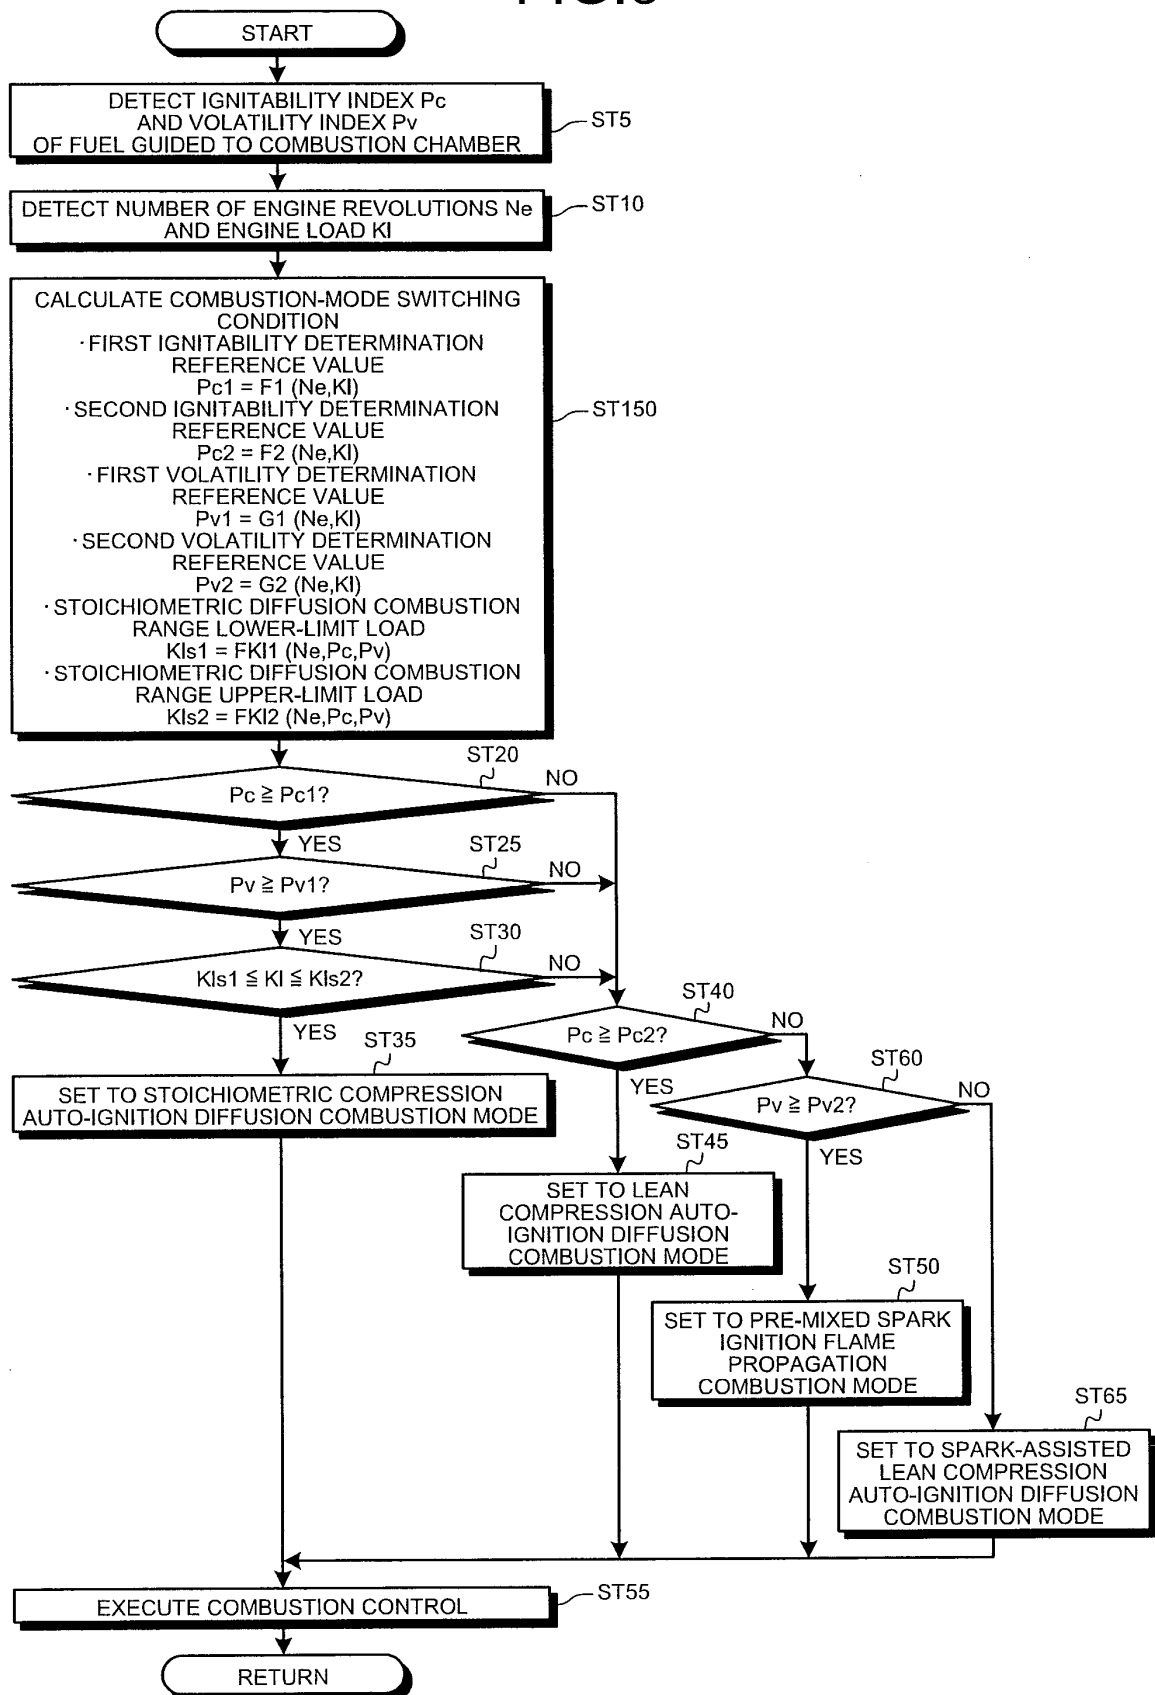 START
DETECT IGNITABILITY INDEX Pc
AND VOLATILITY INDEX Pv
OF FUEL GUIDED TO COMBUSTION CHAMBER
ST5
DETECT NUMBER OF ENGINE REVOLUTIONS Ne
AND ENGINE LOAD Kl
ST10
CALCULATE COMBUSTION-MODE SWITCHING
CONDITION
·FIRST IGNITABILITY DETERMINATION
REFERENCE VALUE
Pc1 = F1 (Ne,Kl)
·SECOND IGNITABILITY DETERMINATION
REFERENCE VALUE
Pc2 = F2 (Ne,Kl)
·FIRST VOLATILITY DETERMINATION
REFERENCE VALUE
Pv1 = G1 (Ne,Kl)
·SECOND VOLATILITY DETERMINATION
REFERENCE VALUE
Pv2 = G2 (Ne,Kl)
·STOICHIOMETRIC DIFFUSION COMBUSTION
RANGE LOWER-LIMIT LOAD
Kls1 = FKl1 (Ne,Pc,Pv)
·STOICHIOMETRIC DIFFUSION COMBUSTION
RANGE UPPER-LIMIT LOAD
Kls2 = FKl2 (Ne,Pc,Pv)
ST150
ST20
Pc ≧ Pc1?
NO
YES
ST25
Pv ≧ Pv1?
NO
YES
ST30
Kls1 ≦ Kl ≦ Kls2?
NO
YES
ST35
SET TO STOICHIOMETRIC COMPRESSION
AUTO-IGNITION DIFFUSION COMBUSTION MODE
ST40
Pc ≧ Pc2?
NO
YES
ST60
Pv ≧ Pv2?
NO
YES
ST45
SET TO LEAN
COMPRESSION AUTO-
IGNITION DIFFUSION
COMBUSTION MODE
ST50
SET TO PRE-MIXED SPARK
IGNITION FLAME
PROPAGATION
COMBUSTION MODE
ST65
SET TO SPARK-ASSISTED
LEAN COMPRESSION
AUTO-IGNITION DIFFUSION
COMBUSTION MODE
EXECUTE COMBUSTION CONTROL
ST55
RETURN